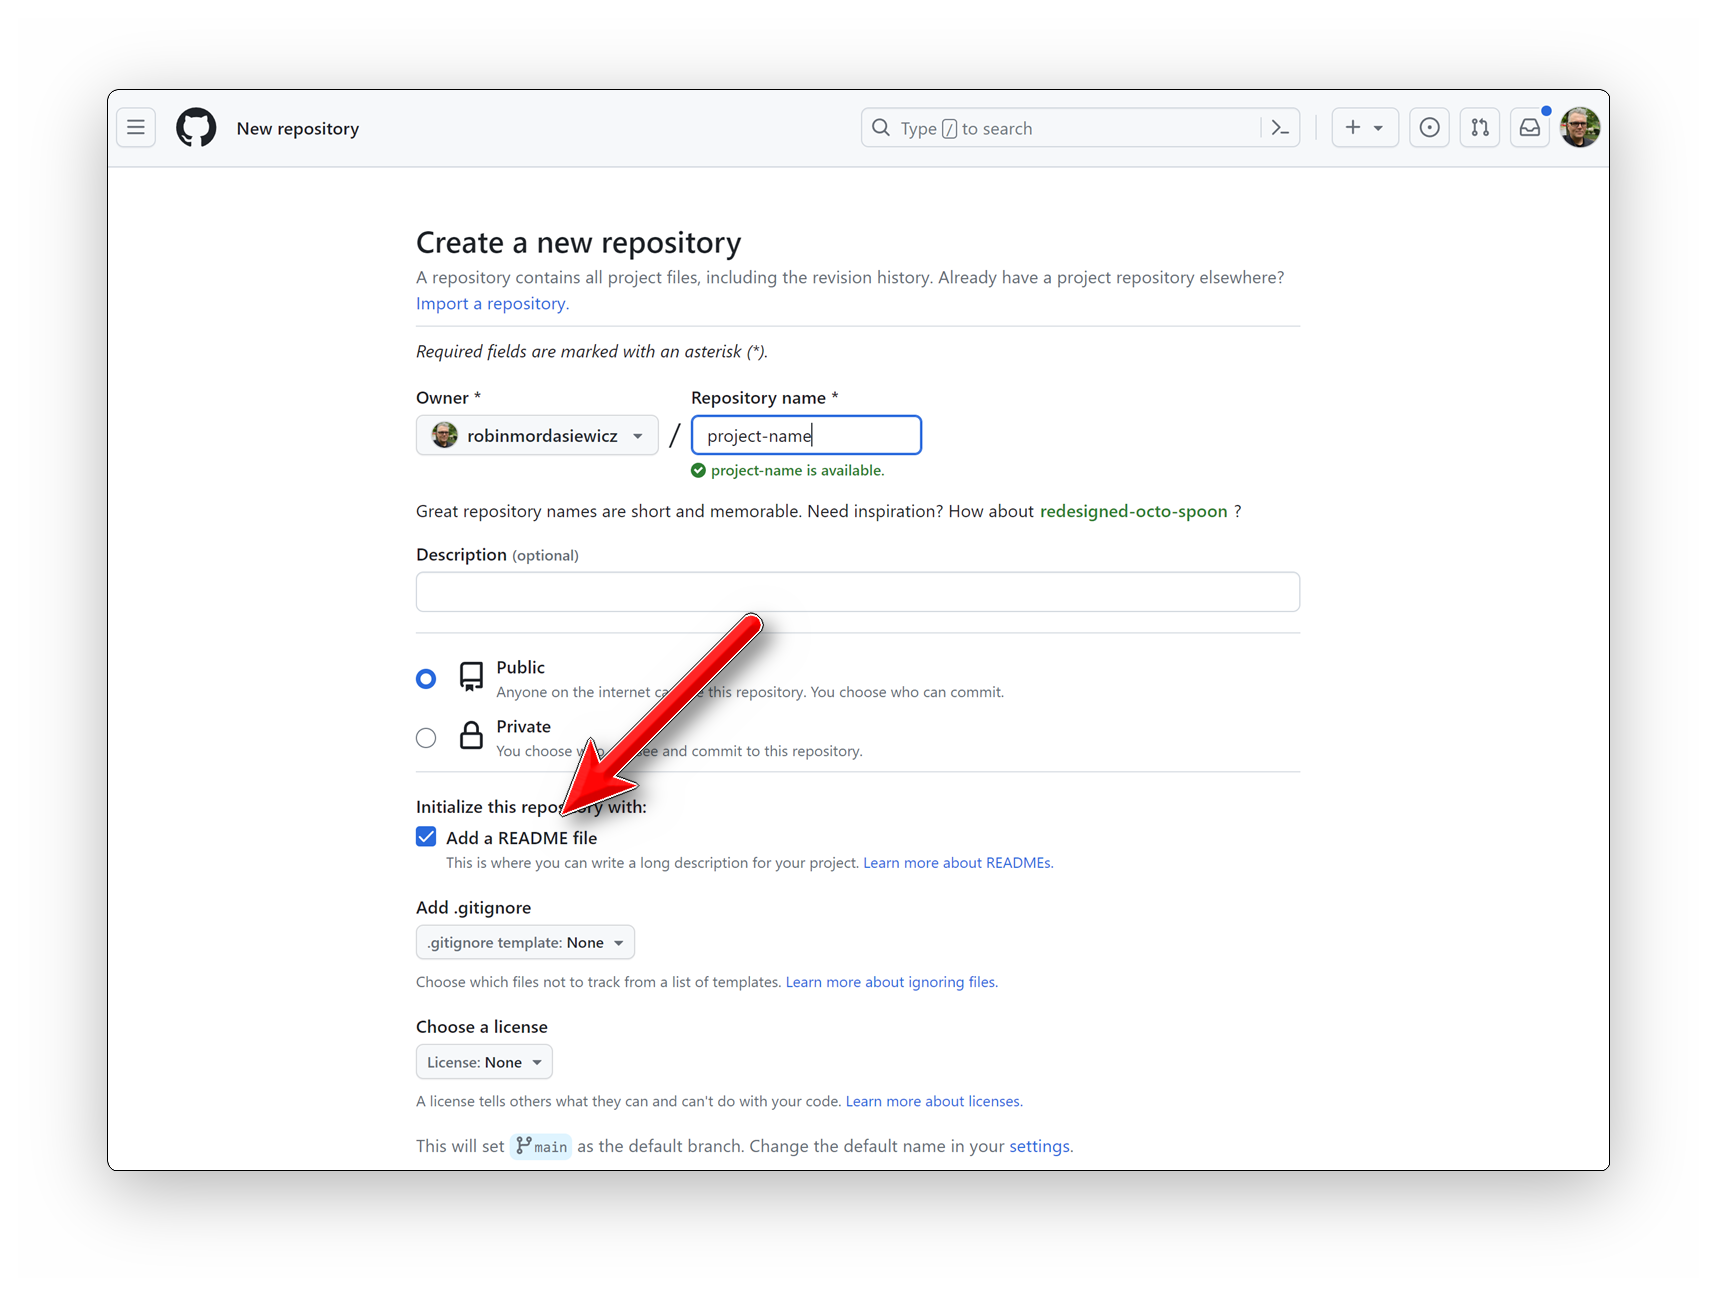 New repository
Type / to search
Create a new repository
A repository contains all project files, including the revision history. Already have a project repository elsewhere?
Import a repository.
Required fields are marked with an asterisk (*).
Owner * Repository name *
robinmordasiewicz / project-name
project-name is available.
Great repository names are short and memorable. Need inspiration? How about redesigned-octo-spoon ?
Description (optional)
Public
Anyone on the internet this repository. You choose who can commit.
Private
You choose see and commit to this repository.
Initialize this repository with:
Add a README file
This is where you can write a long description for your project. Learn more about READMEs.
Add .gitignore
.gitignore template: None
Choose which files not to track from a list of templates. Learn more about ignoring files.
Choose a license
License: None
A license tells others what they can and can't do with your code. Learn more about licenses.
This will set main as the default branch. Change the default name in your settings.